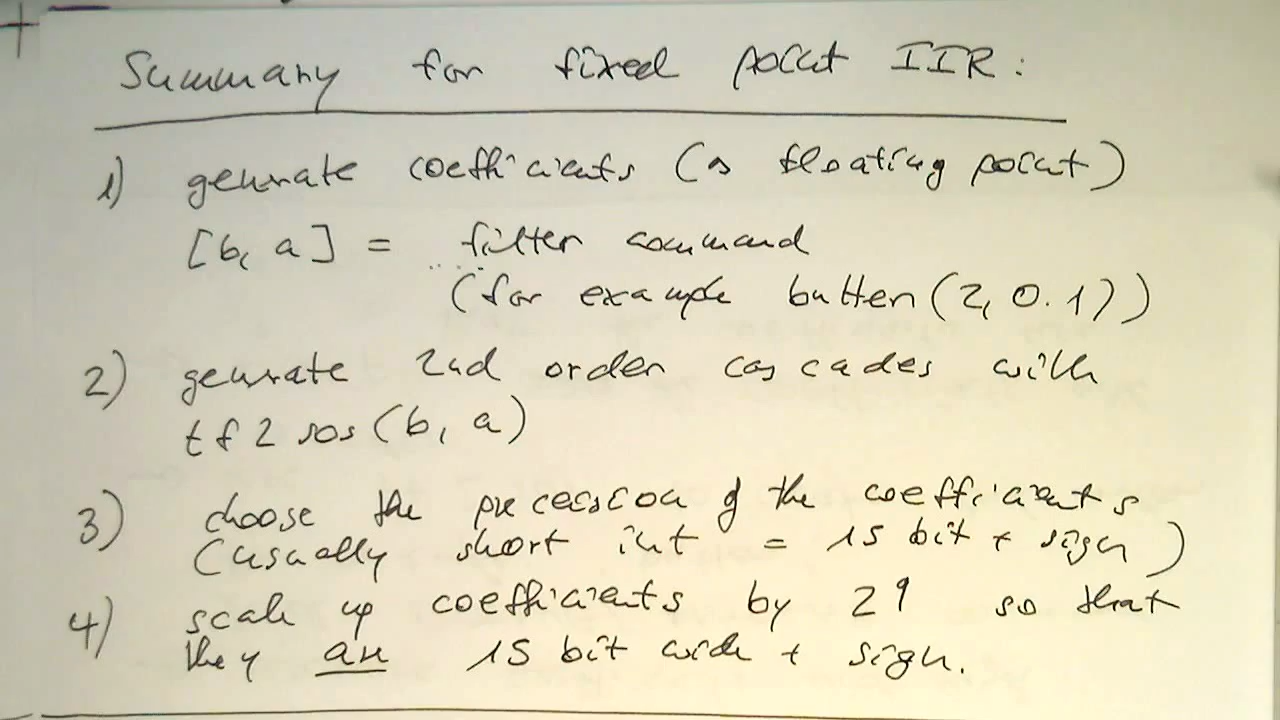 Summary for fixed point IIR:
1) generate coefficients (as floating point)
[b, a] = filter command
(for example butter(2, 0.1))
2) generate 2nd order cascades with
tf2sos(b, a)
3) choose the precession of the coefficients
(usually short int = 15 bit + sign)
4) scale up coefficients by 2^q so that
they are 15 bit wide + sign.